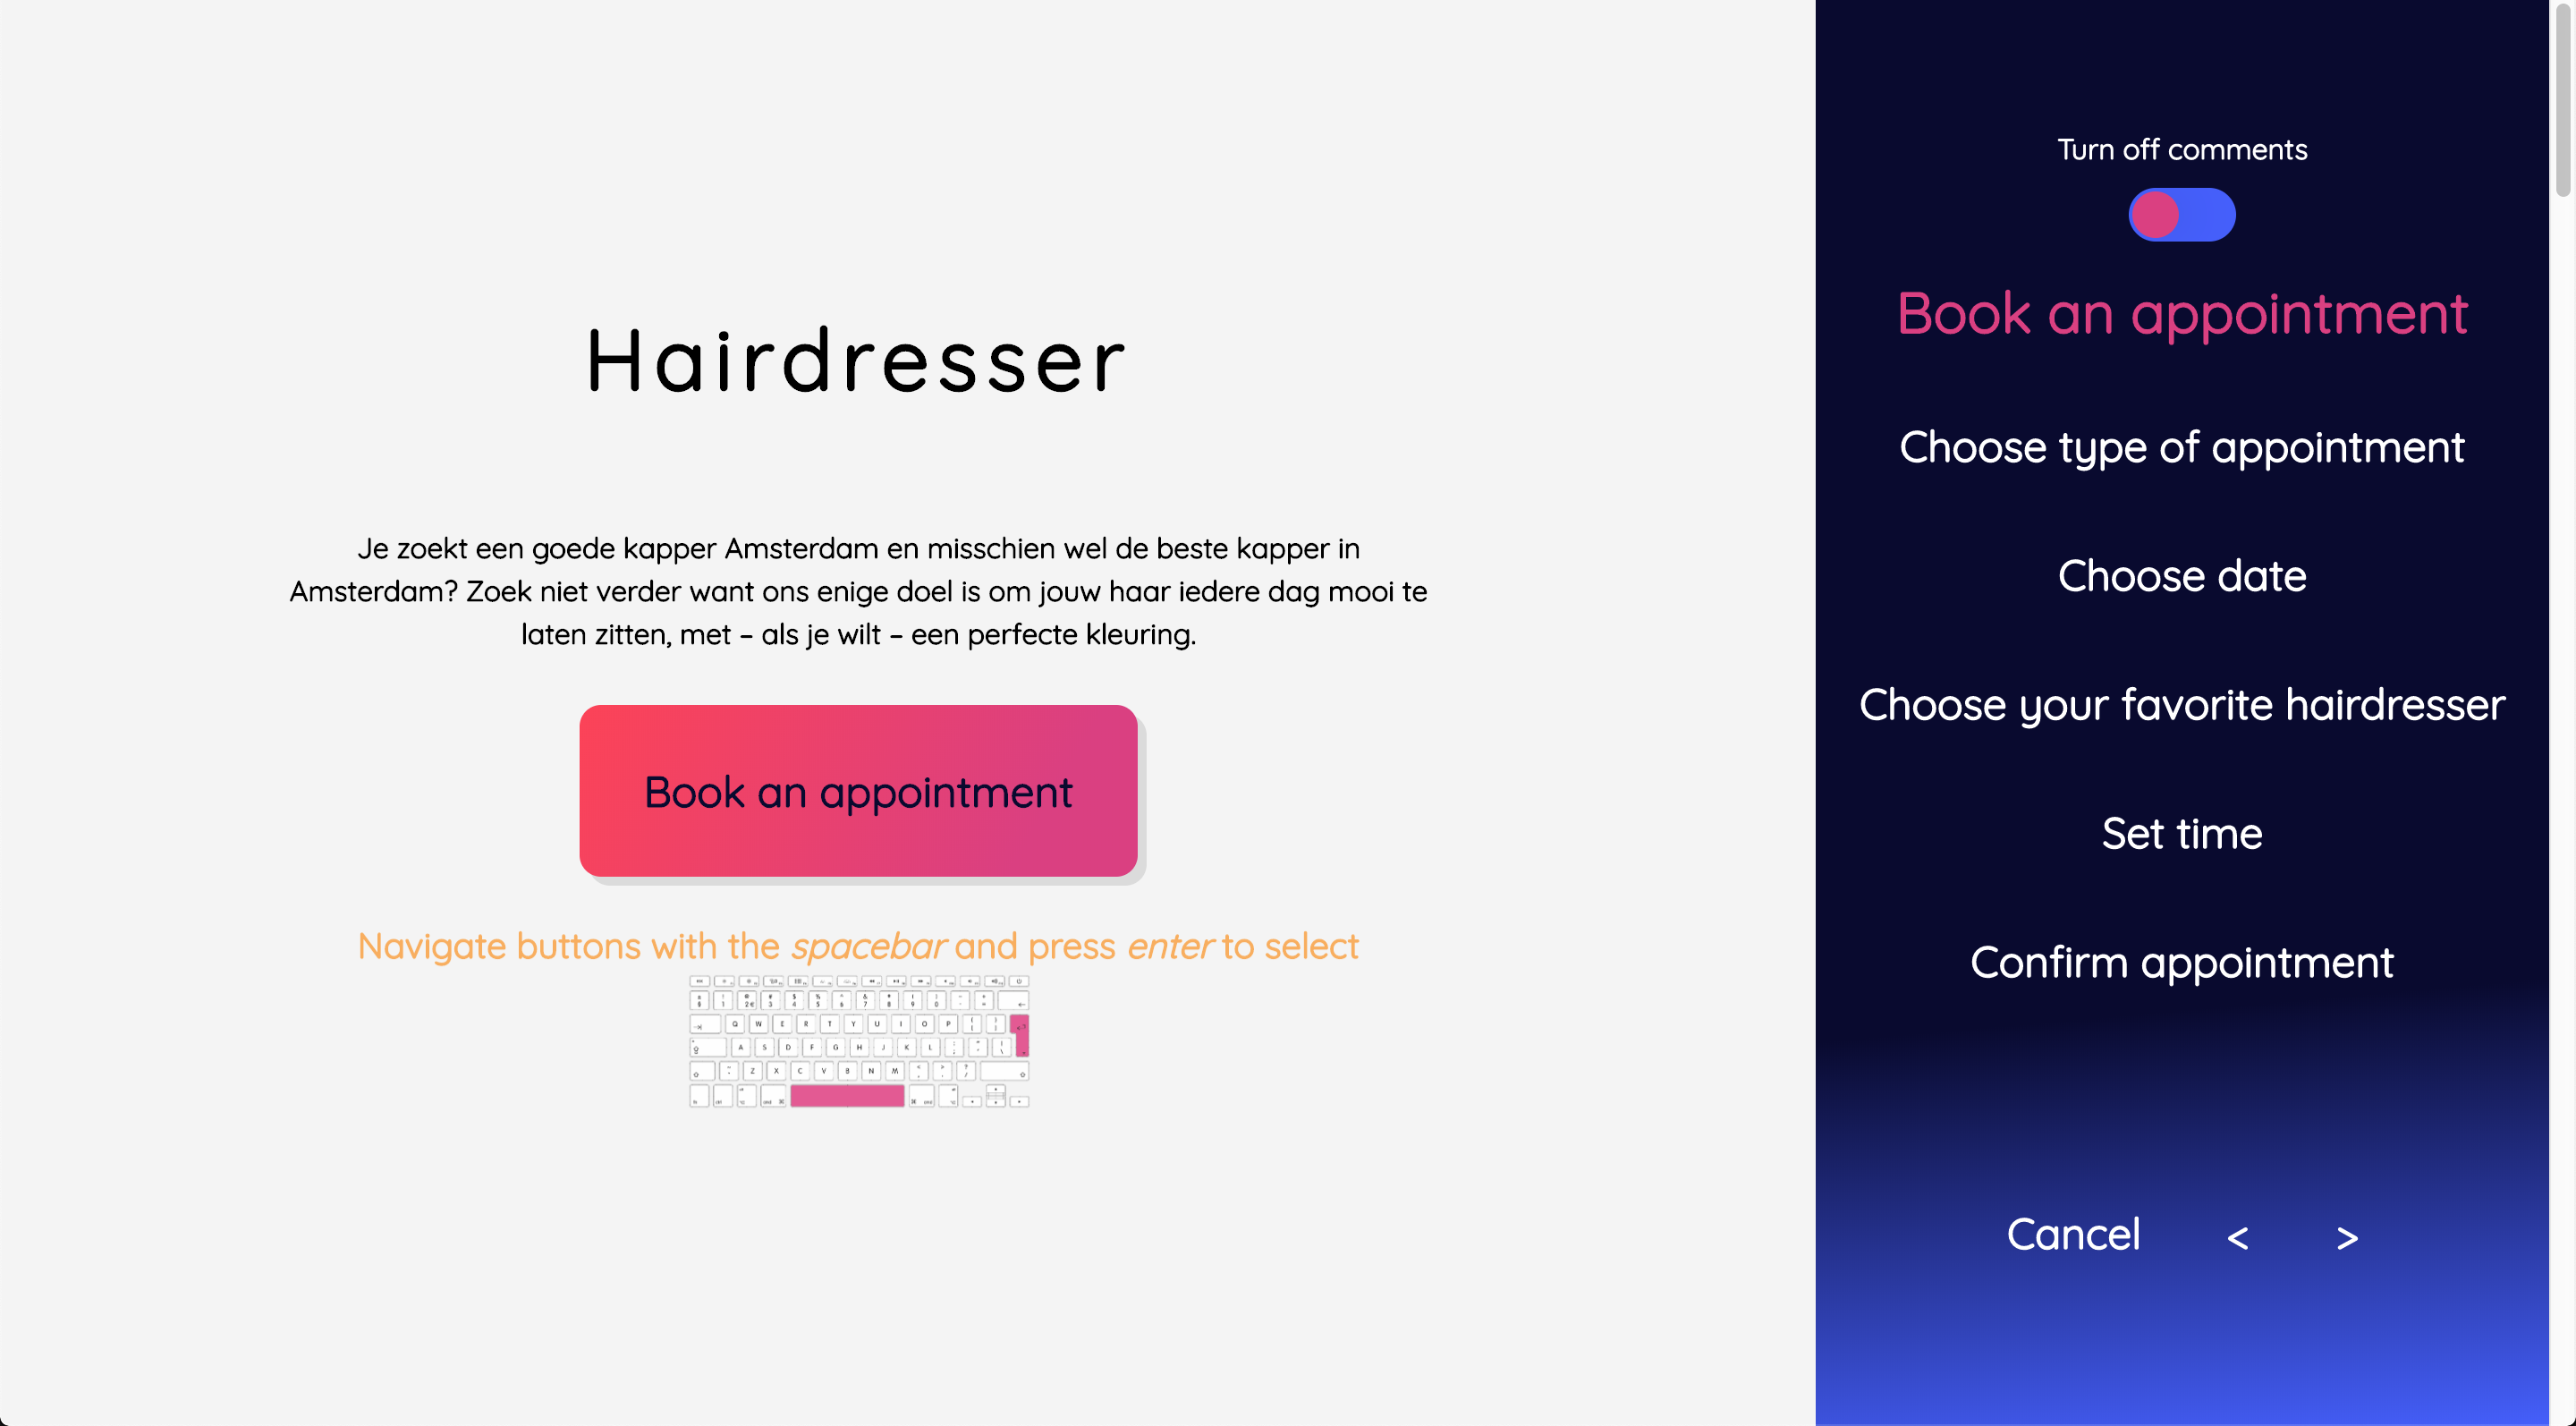 Hairdresser
Je zoekt een goede kapper Amsterdam en misschien wel de beste kapper in
Amsterdam? Zoek niet verder want ons enige doel is om jouw haar iedere dag mooi te
laten zitten, met – als je wilt – een perfecte kleuring.
Book an appointment
Navigate buttons with the spacebar and press enter to select
Q W E R T Y U I O P
A S D F G H J K L
Z X C V B N M
Turn off comments
Book an appointment
Choose type of appointment
Choose date
Choose your favorite hairdresser
Set time
Confirm appointment
Cancel < >